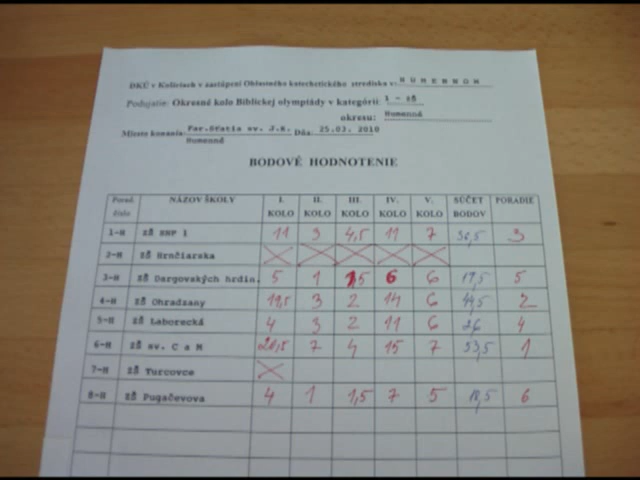 DKÚ v Košiciach v zastúpení Oblastného katechetického strediska v: HUMENNOM
Podujatie: Okresné kolo Biblickej olympiády v kategórii: I - ZŠ
okresu: Humenné
Miesto konania: Far. Dňa: 25.02. 2010
Humenné
BODOVÉ HODNOTENIE
Porad. číslo NÁZOV ŠKOLY I. KOLO II. KOLO III. KOLO IV. KOLO V. KOLO SÚČET BODOV PORADIE
1-H ZŠ SNP 1 11 3 4,5 11 7 36,5 3
2-H ZŠ Hrnčiarska
3-H ZŠ Dargovských hrdin. 5 1 1,5 6 6 19,5 5
4-H ZŠ Ohradzany 19,5 3 2 14 6 44,5 2
5-H ZŠ Laborecká 4 3 2 11 6 26 4
6-H ZŠ sv. C a M 20,5 7 4 15 7 53,5 1
7-H ZŠ Turcovce
8-H ZŠ Pugačevova 4 1 1,5 7 5 18,5 6